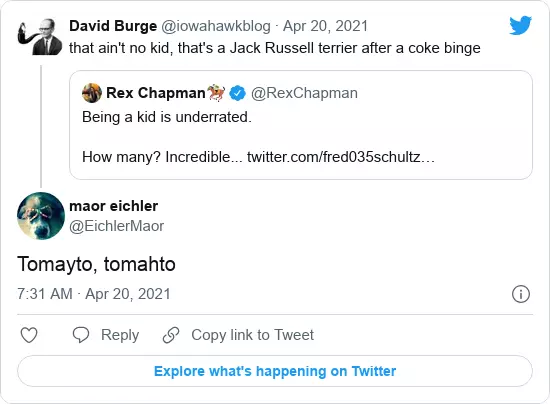 David Burge @iowahawkblog · Apr 20, 2021
that ain't no kid, that's a Jack Russell terrier after a coke binge
Rex Chapman🏇 @RexChapman
Being a kid is underrated.
How many? Incredible... twitter.com/fred035schultz…
maor eichler
@EichlerMaor
Tomayto, tomahto
7:31 AM · Apr 20, 2021
Reply
Copy link to Tweet
Explore what's happening on Twitter